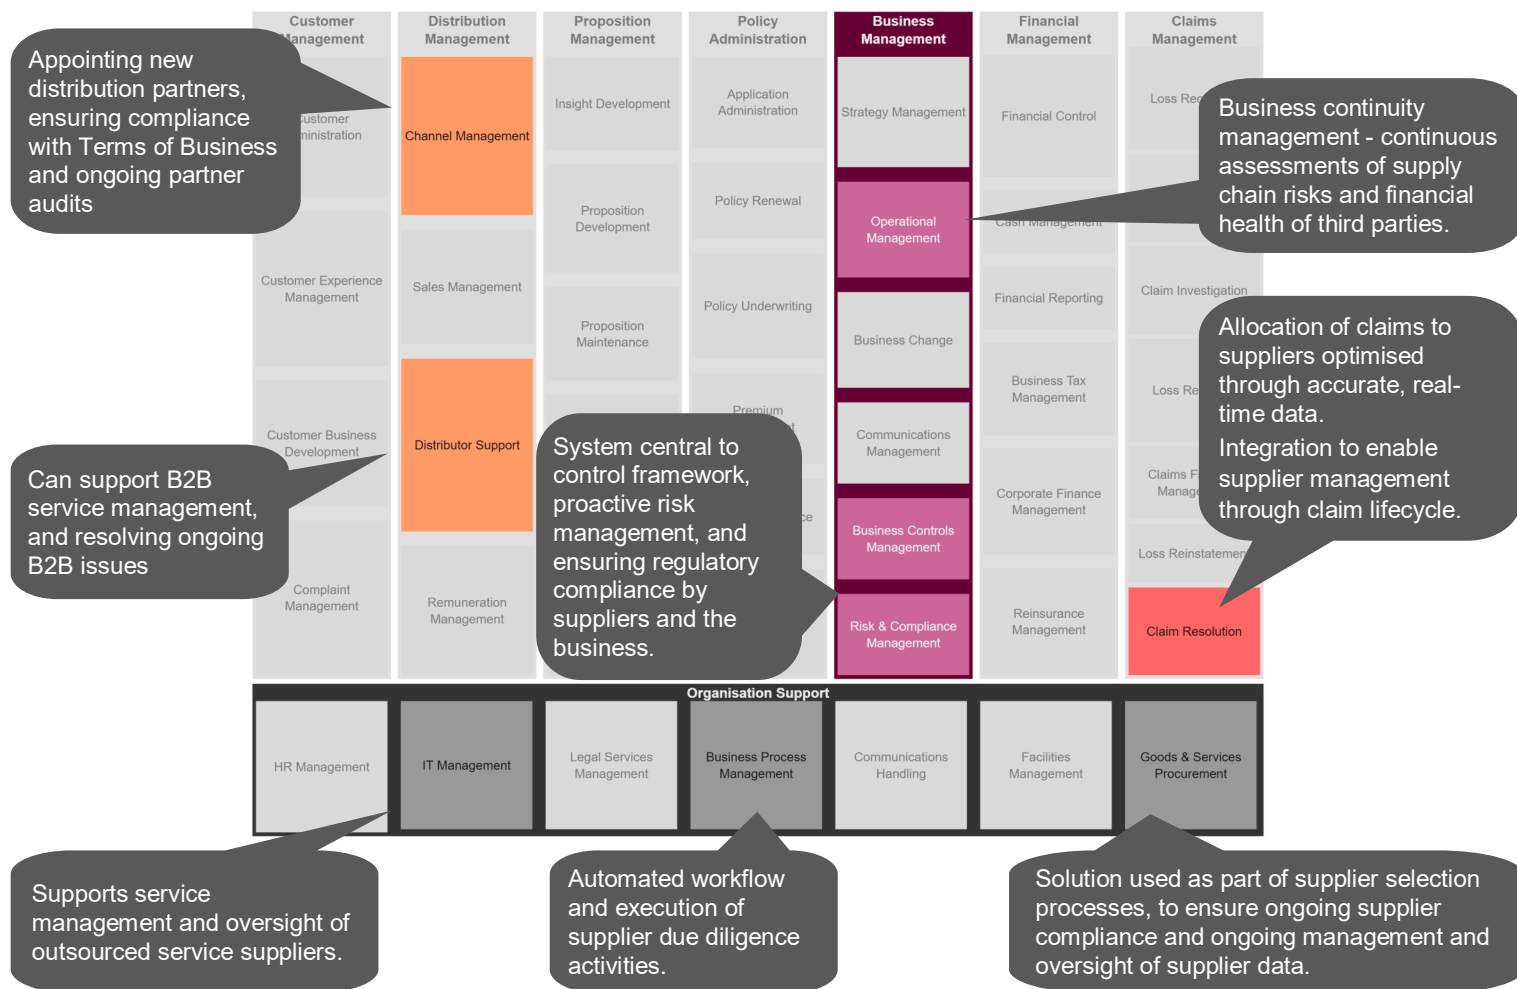 Customer
Management
Distribution
Management
Proposition
Management
Policy
Administration
Business
Management
Financial
Management
Claims
Management
Appointing new
distribution partners,
ensuring compliance
with Terms of Business
and ongoing partner
audits
Customer Experience
Management
Customer Business
Development
Complaint
Management
Channel Management
Sales Management
Distributor Support
Remuneration
Management
Insight Development
Proposition
Development
Proposition
Maintenance
Application
Administration
Policy Renewal
Policy Underwriting
Premium
Strategy Management
Operational
Management
Business Change
Communications
Management
Business Controls
Management
Risk & Compliance
Management
Financial Control
Cash Management
Financial Reporting
Business Tax
Management
Corporate Finance
Management
Reinsurance
Management
Loss
Claim Investigation
Loss
Claims
Loss Reinstatement
Claim Resolution
Business continuity
management - continuous
assessments of supply
chain risks and financial
health of third parties.
Allocation of claims to
suppliers optimised
through accurate, real-
time data.
Integration to enable
supplier management
through claim lifecycle.
Can support B2B
service management,
and resolving ongoing
B2B issues
System central to
control framework,
proactive risk
management, and
ensuring regulatory
compliance by
suppliers and the
business.
Organisation Support
HR Management
IT Management
Legal Services
Management
Business Process
Management
Communications
Handling
Facilities
Management
Goods & Services
Procurement
Supports service
management and oversight of
outsourced service suppliers.
Automated workflow
and execution of
supplier due diligence
activities.
Solution used as part of supplier selection
processes, to ensure ongoing supplier
compliance and ongoing management and
oversight of supplier data.